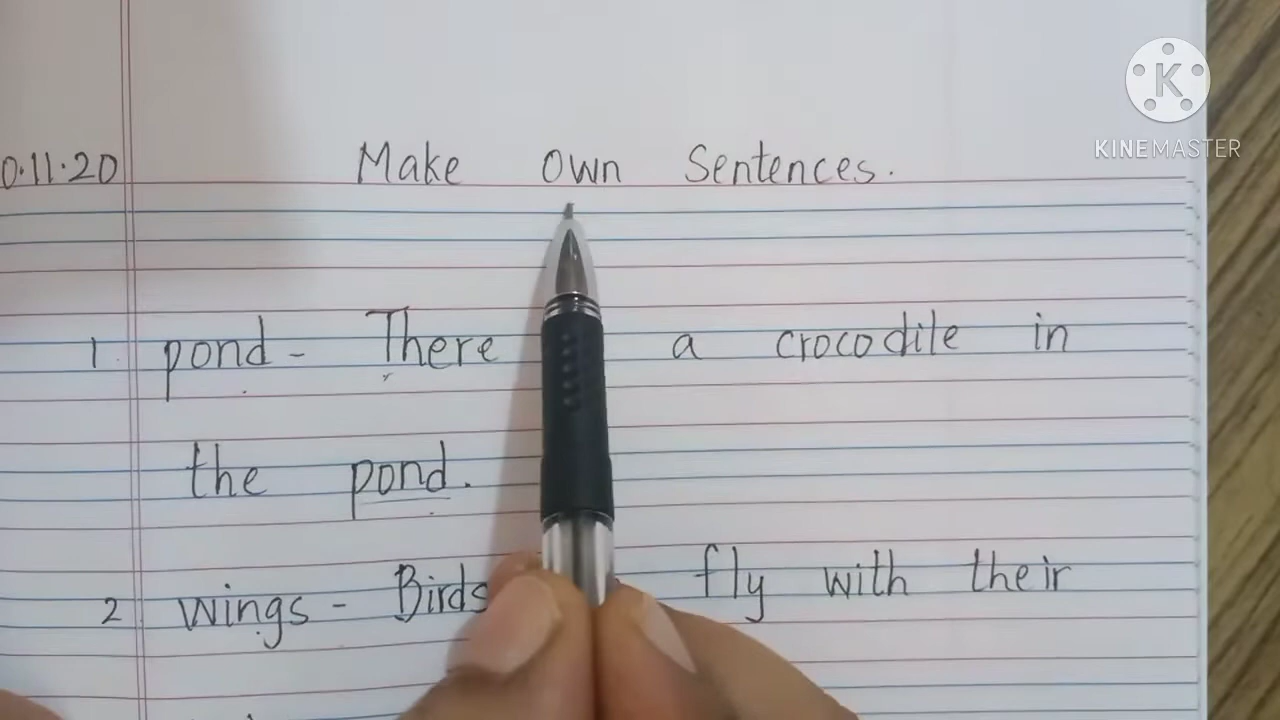 KINEMASTER
0.11.20 Make Own Sentences.
1. pond - There a crocodile in
the pond.
2 wings - Birds fly with their